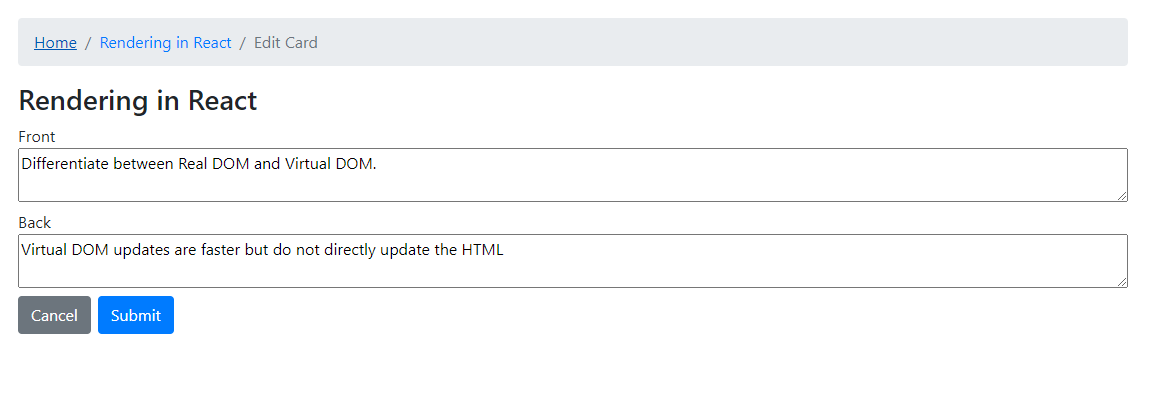 Home / Rendering in React / Edit Card
Rendering in React
Front
Differentiate between Real DOM and Virtual DOM.
Back
Virtual DOM updates are faster but do not directly update the HTML
Cancel Submit